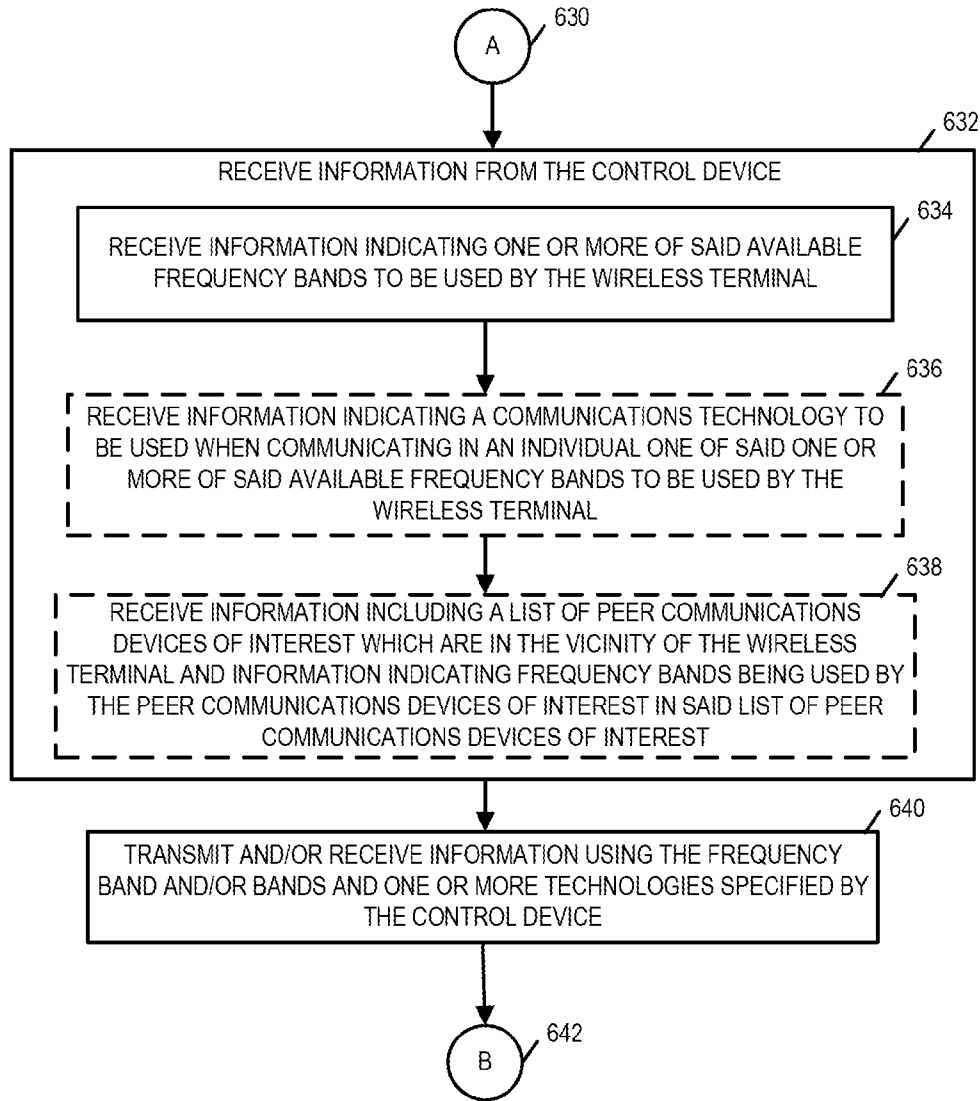 A
630
632
RECEIVE INFORMATION FROM THE CONTROL DEVICE
634
RECEIVE INFORMATION INDICATING ONE OR MORE OF SAID AVAILABLE
FREQUENCY BANDS TO BE USED BY THE WIRELESS TERMINAL
636
RECEIVE INFORMATION INDICATING A COMMUNICATIONS TECHNOLOGY TO
BE USED WHEN COMMUNICATING IN AN INDIVIDUAL ONE OF SAID ONE OR
MORE OF SAID AVAILABLE FREQUENCY BANDS TO BE USED BY THE
WIRELESS TERMINAL
638
RECEIVE INFORMATION INCLUDING A LIST OF PEER COMMUNICATIONS
DEVICES OF INTEREST WHICH ARE IN THE VICINITY OF THE WIRELESS
TERMINAL AND INFORMATION INDICATING FREQUENCY BANDS BEING USED BY
THE PEER COMMUNICATIONS DEVICES OF INTEREST IN SAID LIST OF PEER
COMMUNICATIONS DEVICES OF INTEREST
640
TRANSMIT AND/OR RECEIVE INFORMATION USING THE FREQUENCY
BAND AND/OR BANDS AND ONE OR MORE TECHNOLOGIES SPECIFIED BY
THE CONTROL DEVICE
B
642